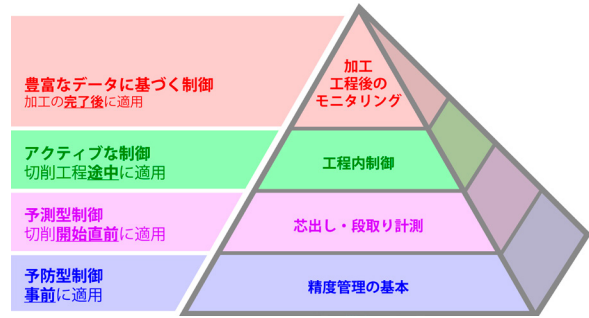 豊富なデータに基づく制御
加工の完了後に適用
加工
工程後の
モニタリング
アクティブな制御
切削工程途中に適用
工程内制御
予測型制御
切削開始直前に適用
芯出し・段取り計測
予防型制御
事前に適用
精度管理の基本